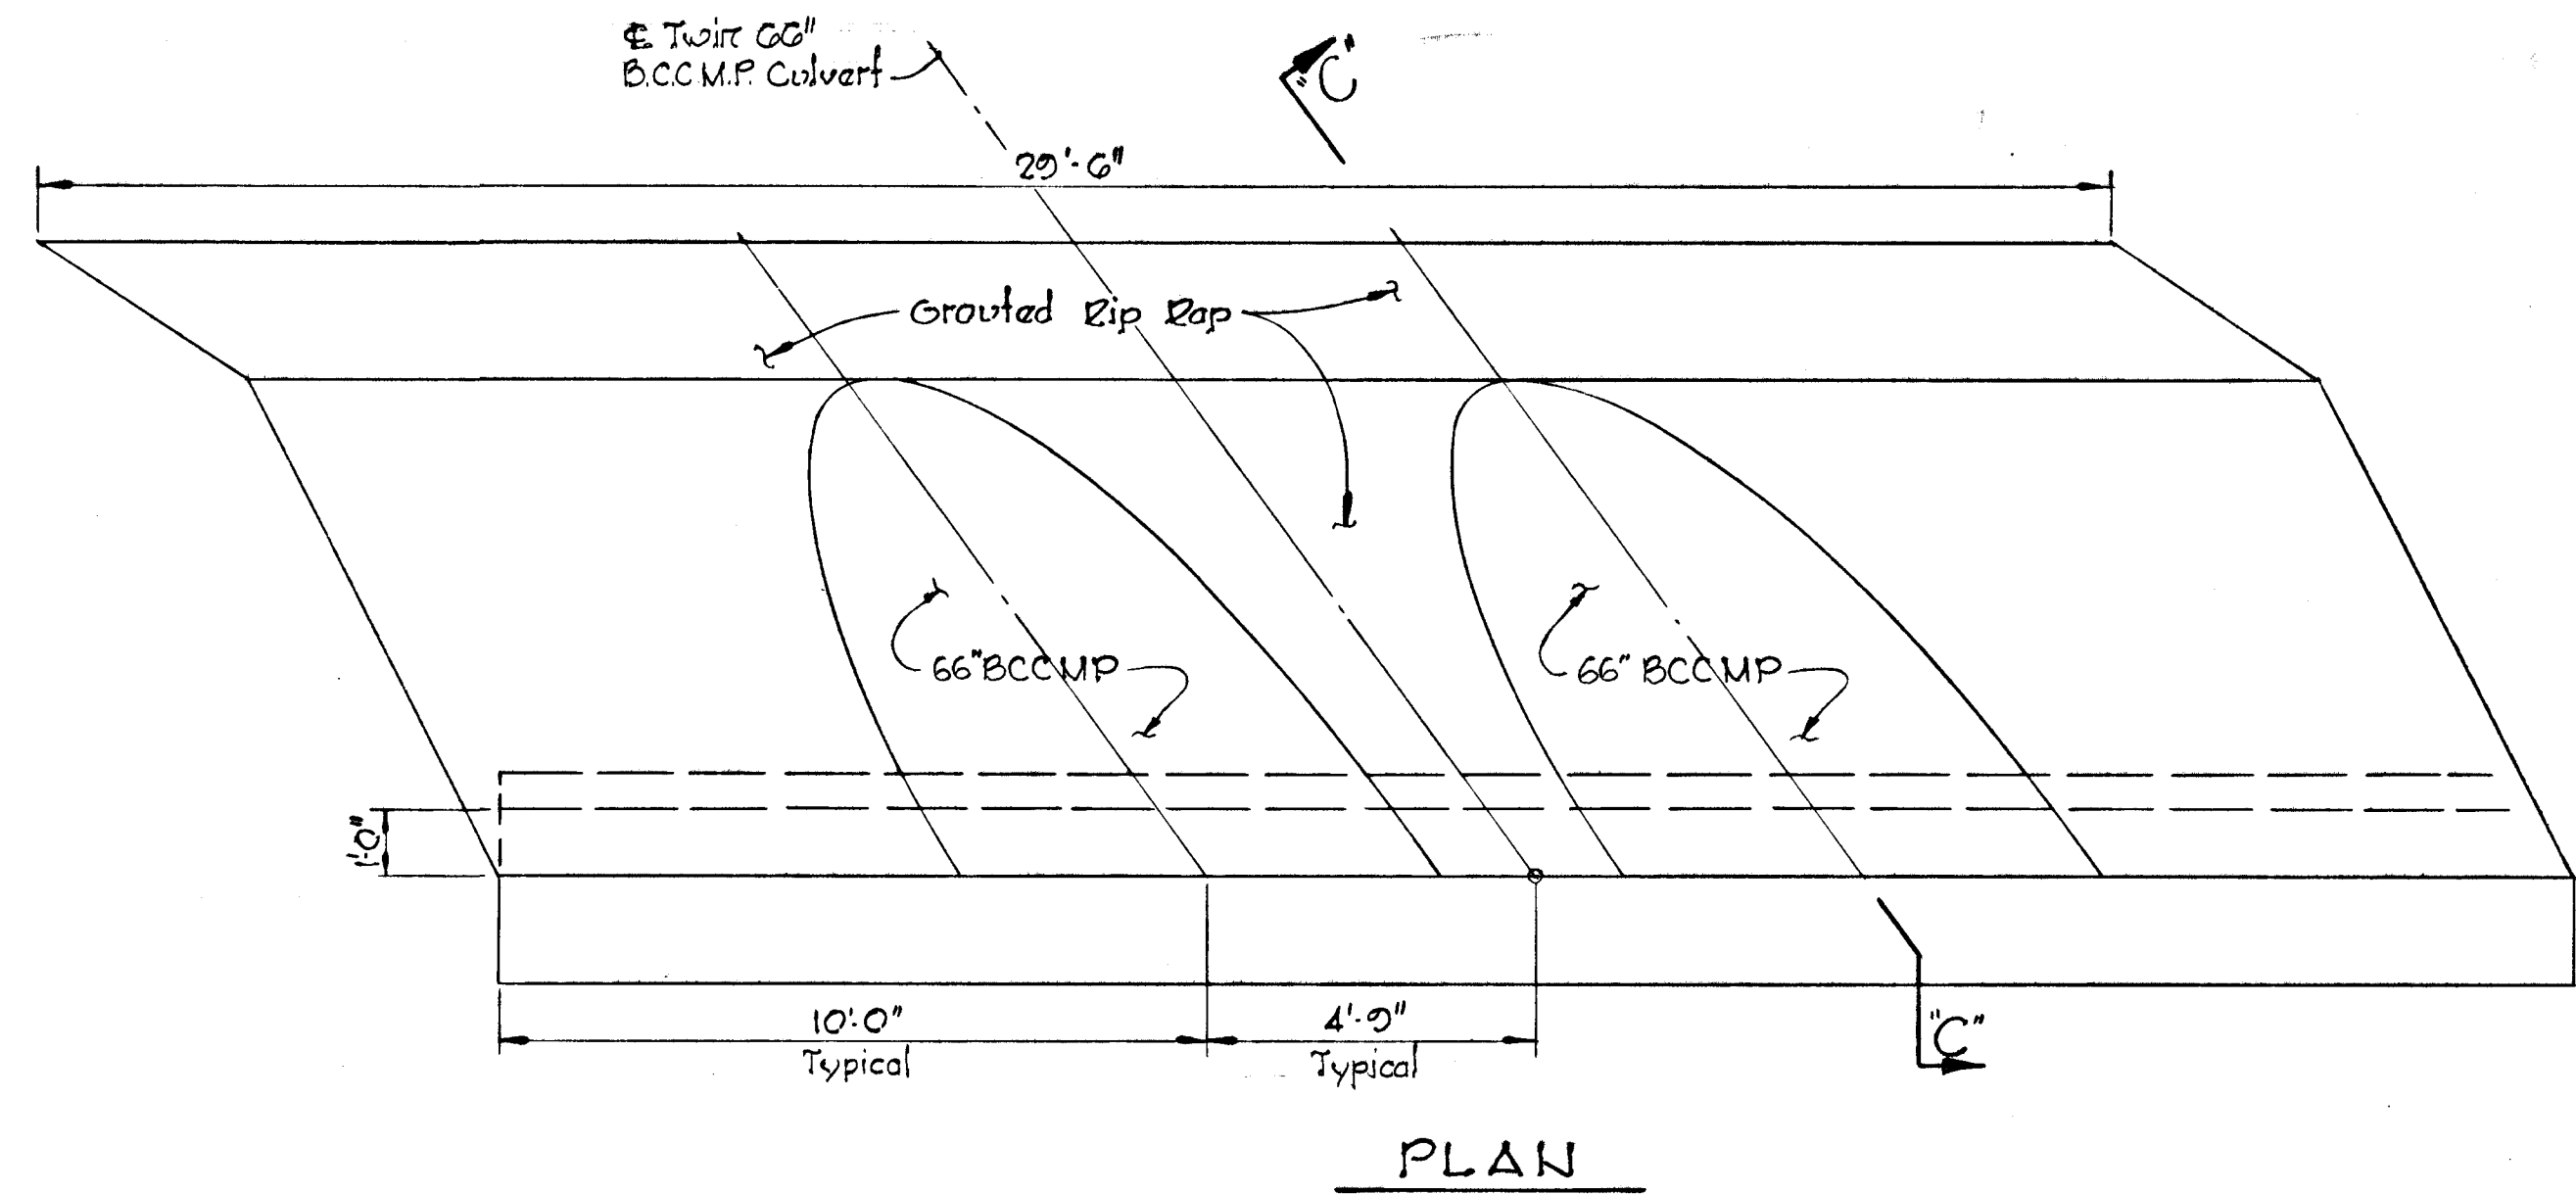 ℄ Twin 66"
B.C.C.M.P. Culvert
"C"
29'-6"
Grouted Rip Rap
66" BCCMP
66" BCCMP
1'-0"
10'-0"
Typical
4'-9"
Typical
"C"
PLAN